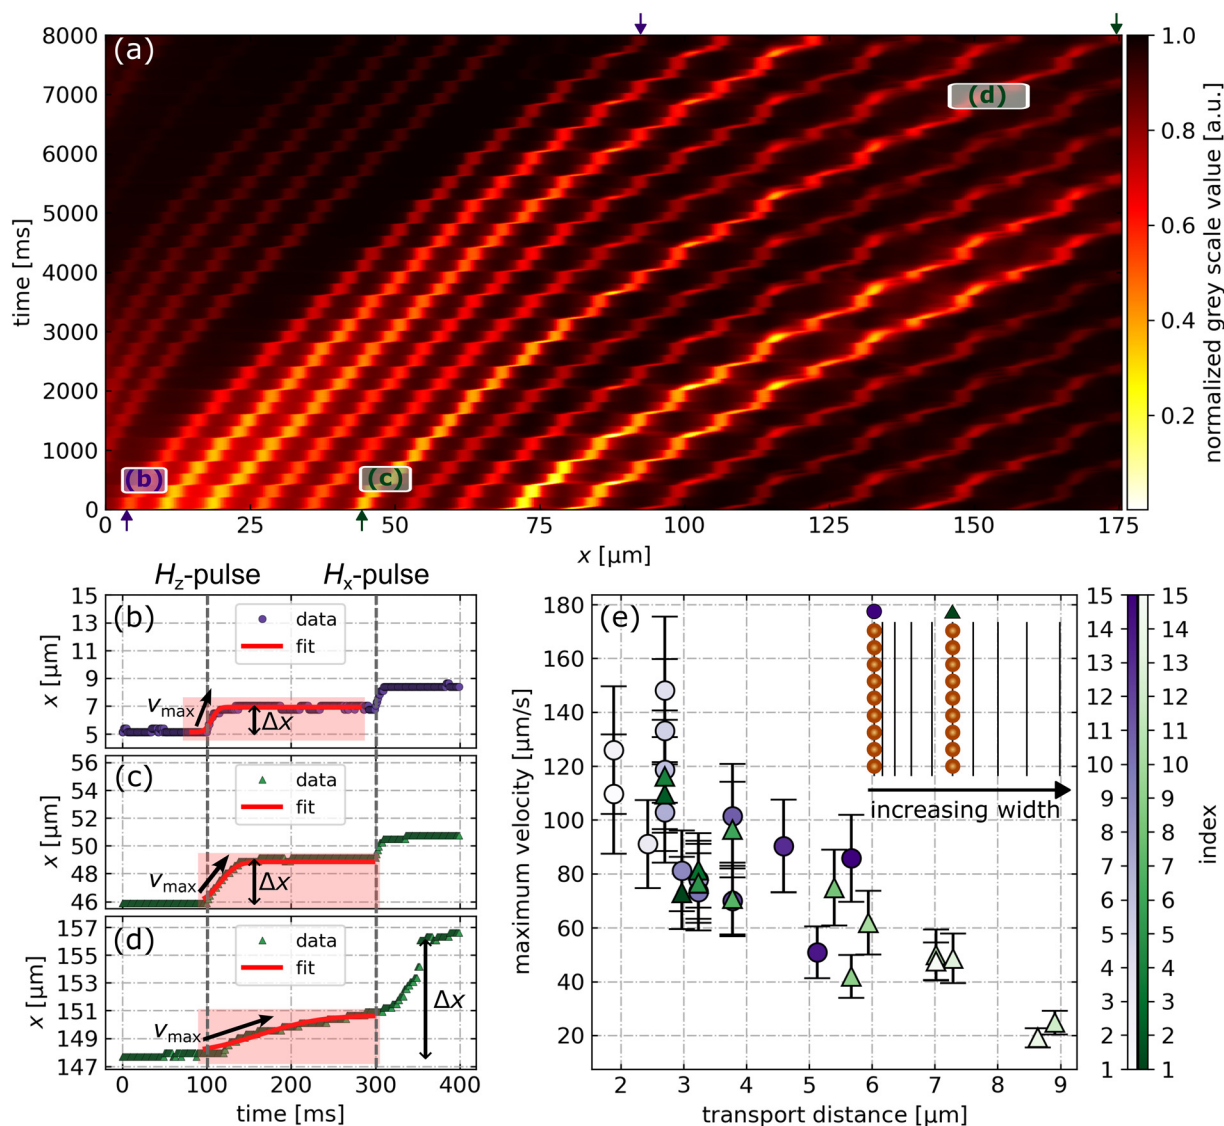 (a)
8000
7000
6000
5000
4000
3000
2000
1000
0
time [ms]
(b)
(c)
(d)
0 25 50 75 100 125 150 175
x [µm]
1.0
0.8
0.6
0.4
0.2
normalized grey scale value [a.u.]
Hz-pulse Hx-pulse
(b)
15
13
11
9
7
5
x [µm]
data
fit
vmax
Δx
(c)
56
54
52
50
48
46
x [µm]
data
fit
vmax
Δx
(d)
157
155
153
151
149
147
x [µm]
data
fit
vmax
Δx
0 100 200 300 400
time [ms]
(e)
180
160
140
120
100
80
60
40
20
maximum velocity [µm/s]
increasing width
2 3 4 5 6 7 8 9
transport distance [µm]
15 15
14 14
13 13
12 12
11 11
10 10
9 9
8 8
7 7
6 6
5 5
4 4
3 3
2 2
1 1
index index